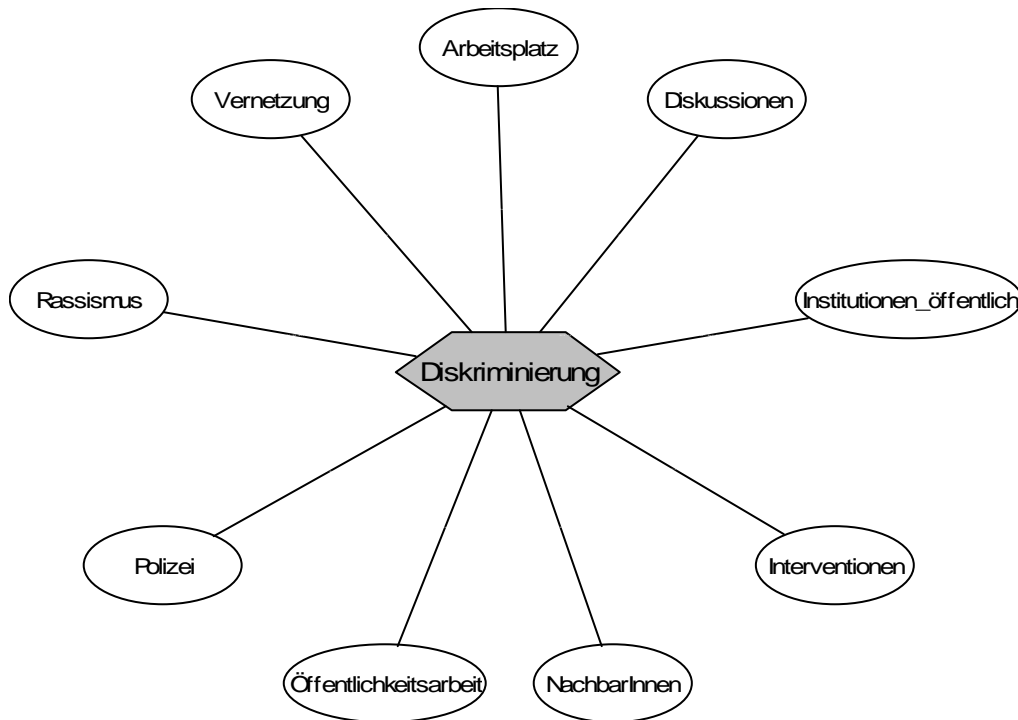 Arbeitsplatz
Vernetzung
Diskussionen
Rassismus
Institutionen_öffentlich
Diskriminierung
Polizei
Interventionen
Öffentlichkeitsarbeit
NachbarInnen